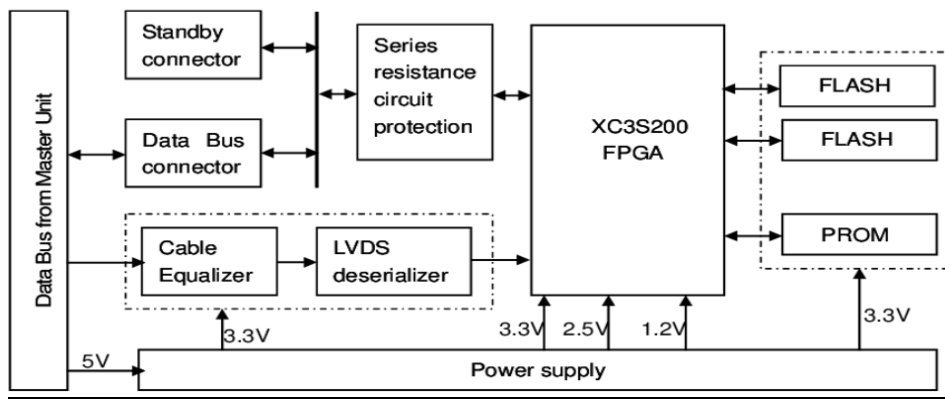 Data Bus from Master Unit
Standby
connector
Data Bus
connector
Series
resistance
circuit
protection
XC3S200
FPGA
FLASH
FLASH
PROM
Cable
Equalizer
LVDS
deserializer
3.3V
3.3V
2.5V
1.2V
3.3V
5V
Power supply